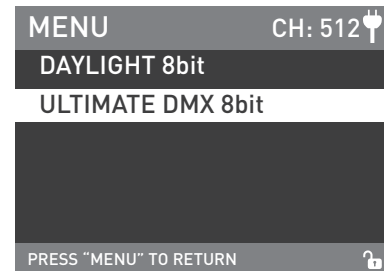 MENU CH: 512
DAYLIGHT 8bit
ULTIMATE DMX 8bit
PRESS “MENU” TO RETURN